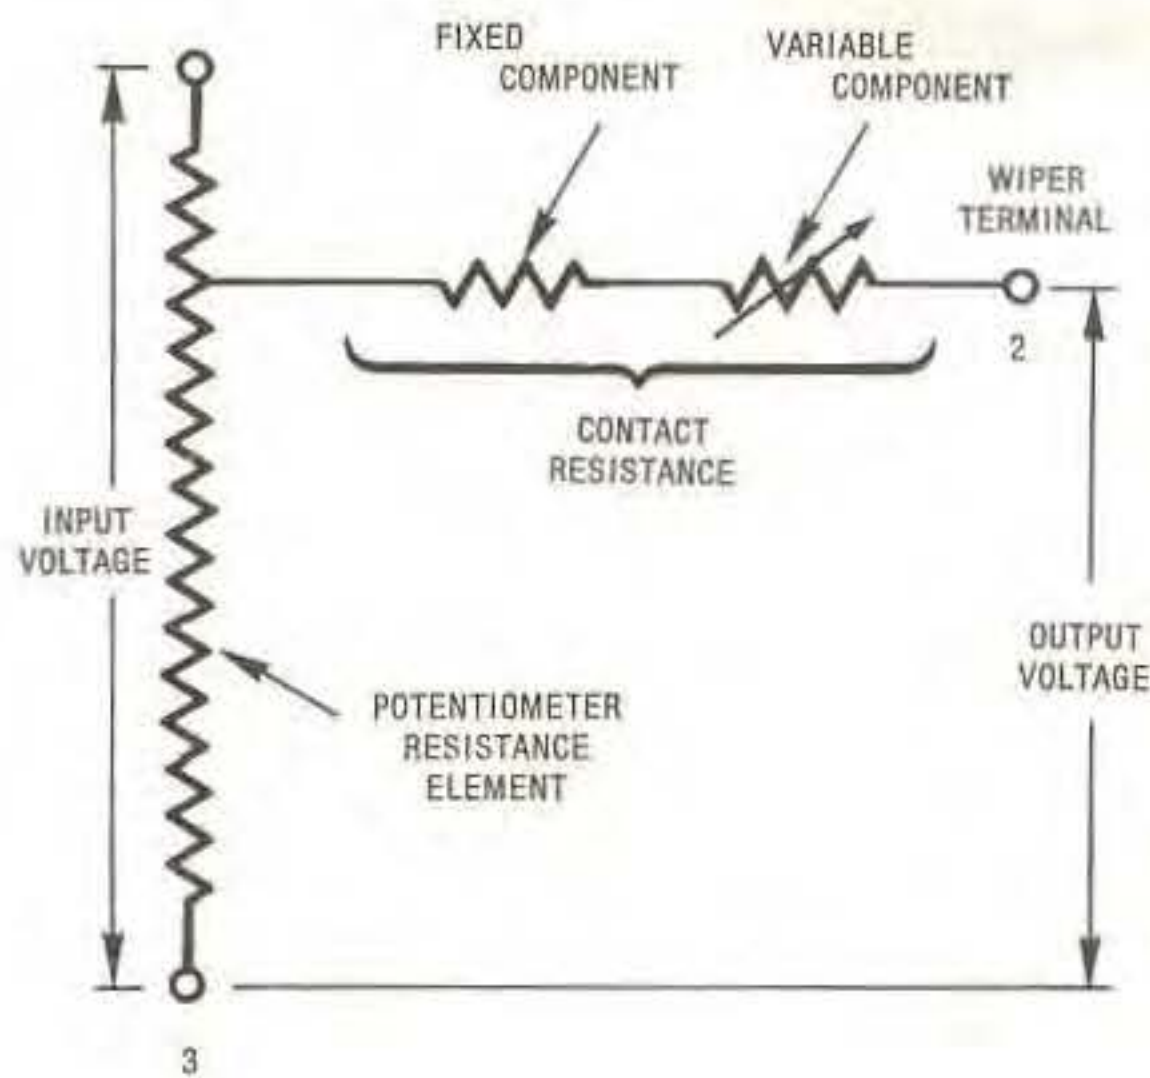 FIXED
COMPONENT
VARIABLE
COMPONENT
WIPER
TERMINAL
2
CONTACT
RESISTANCE
INPUT
VOLTAGE
OUTPUT
VOLTAGE
POTENTIOMETER
RESISTANCE
ELEMENT
3